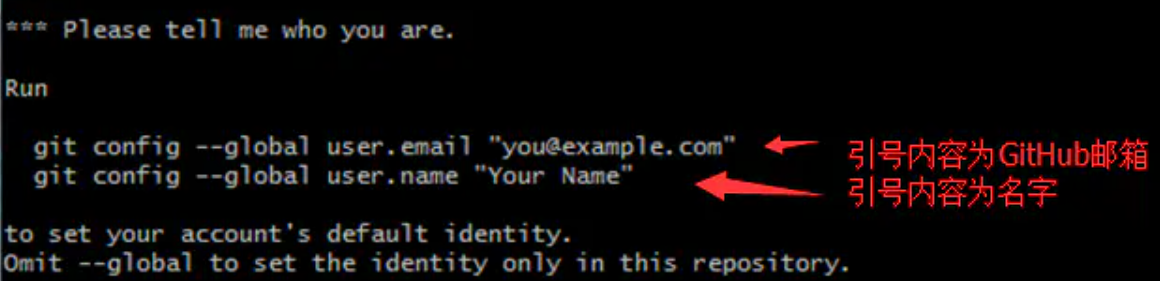 *** Please tell me who you are.
Run
git config --global user.email "you@example.com"
引号内容为GitHub邮箱
git config --global user.name "Your Name"
引号内容为名字
to set your account's default identity.
Omit --global to set the identity only in this repository.